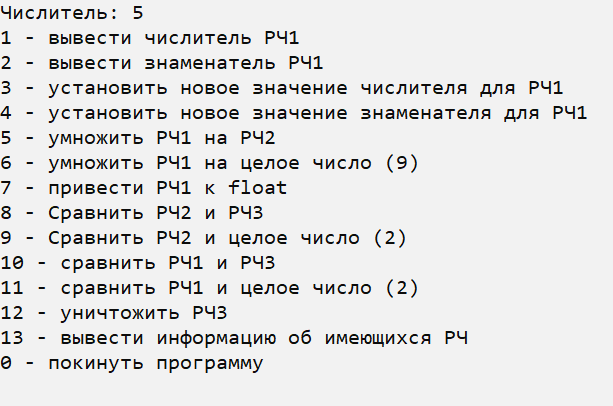 Числитель: 5
1 - вывести числитель РЧ1
2 - вывести знаменатель РЧ1
3 - установить новое значение числителя для РЧ1
4 - установить новое значение знаменателя для РЧ1
5 - умножить РЧ1 на РЧ2
6 - умножить РЧ1 на целое число (9)
7 - привести РЧ1 к float
8 - Сравнить РЧ2 и РЧ3
9 - Сравнить РЧ2 и целое число (2)
10 - сравнить РЧ1 и РЧ3
11 - сравнить РЧ1 и целое число (2)
12 - уничтожить РЧ3
13 - вывести информацию об имеющихся РЧ
0 - покинуть программу